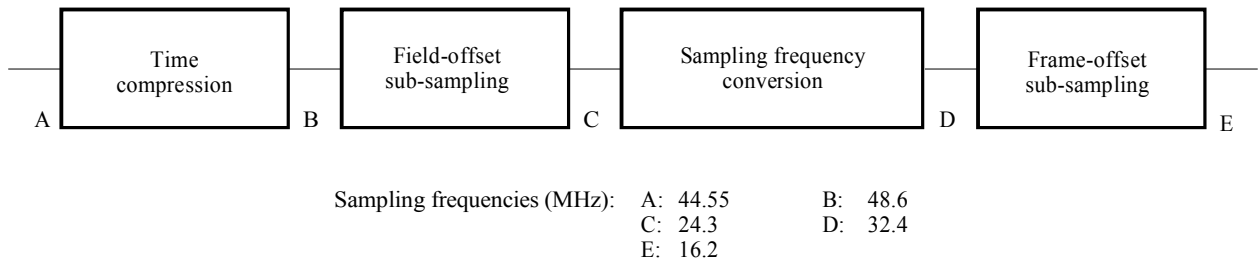 Time
compression
Field-offset
sub-sampling
Sampling frequency
conversion
Frame-offset
sub-sampling
A
B
C
D
E
Sampling frequencies (MHz): A: 44.55 B: 48.6
C: 24.3 D: 32.4
E: 16.2